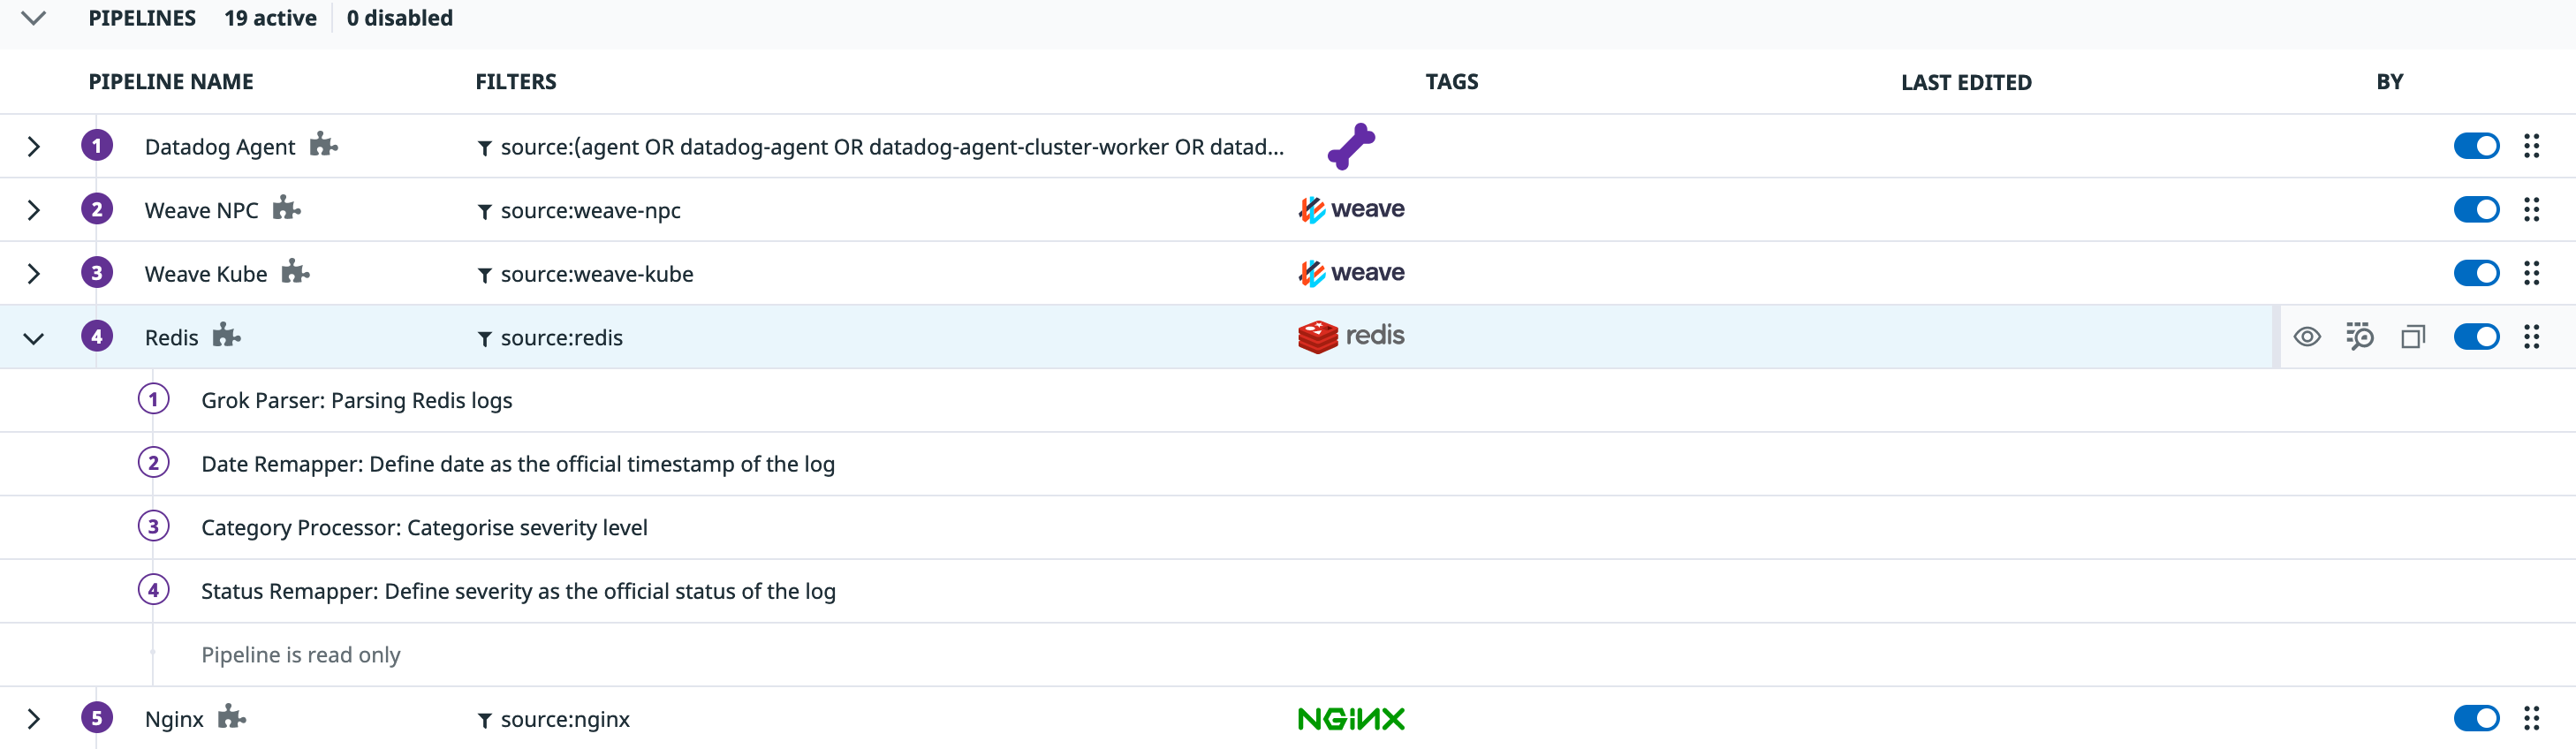 PIPELINES 19 active 0 disabled
PIPELINE NAME FILTERS TAGS LAST EDITED BY
1 Datadog Agent source:(agent OR datadog-agent OR datadog-agent-cluster-worker OR datad...
2 Weave NPC source:weave-npc weave
3 Weave Kube source:weave-kube weave
4 Redis source:redis redis
1 Grok Parser: Parsing Redis logs
2 Date Remapper: Define date as the official timestamp of the log
3 Category Processor: Categorise severity level
4 Status Remapper: Define severity as the official status of the log
Pipeline is read only
5 Nginx source:nginx NGINX